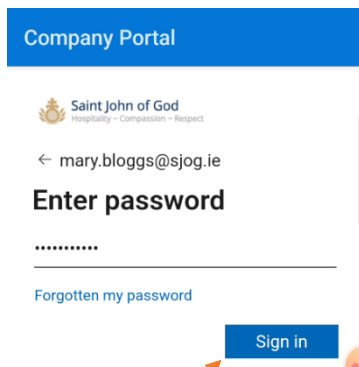 Company Portal
Saint John of God
Hospitality ~ Compassion ~ Respect
← mary.bloggs@sjog.ie
Enter password
•••••••••••
Forgotten my password
Sign in